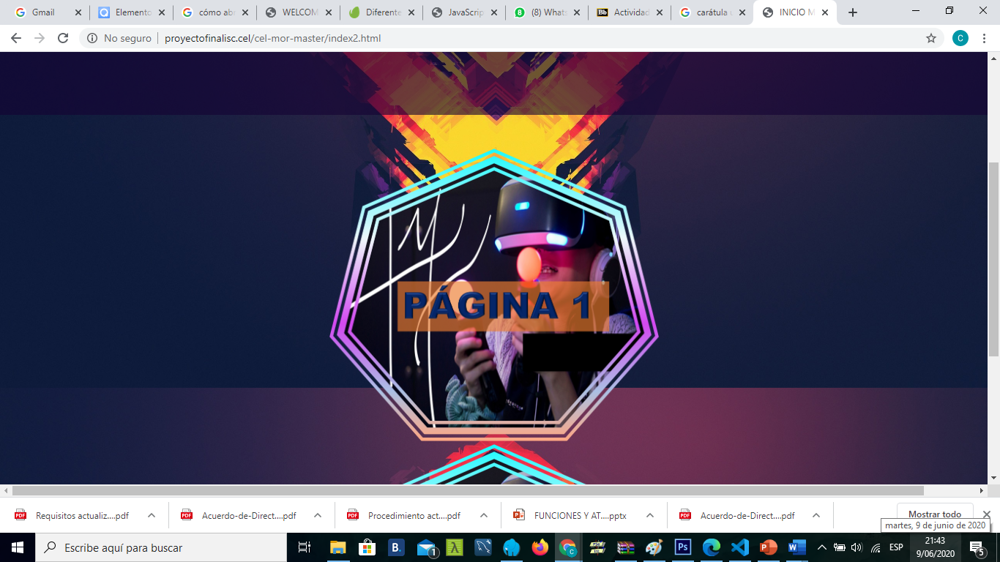 Gmail
Elemento
cómo ab
WELCOM
Diferente
JavaScrip
(8) Whats
Actividad
carátula
INICIO M
No seguro
proyectofinalisc.cel/cel-mor-master/index2.html
C
PÁGINA 1
Requisitos actualiz....pdf
Acuerdo-de-Direct....pdf
Procedimiento act....pdf
FUNCIONES Y AT....pptx
Acuerdo-de-Direct....pdf
Mostrar todo
martes, 9 de junio de 2020
Escribe aquí para buscar
ESP
21:43
9/06/2020